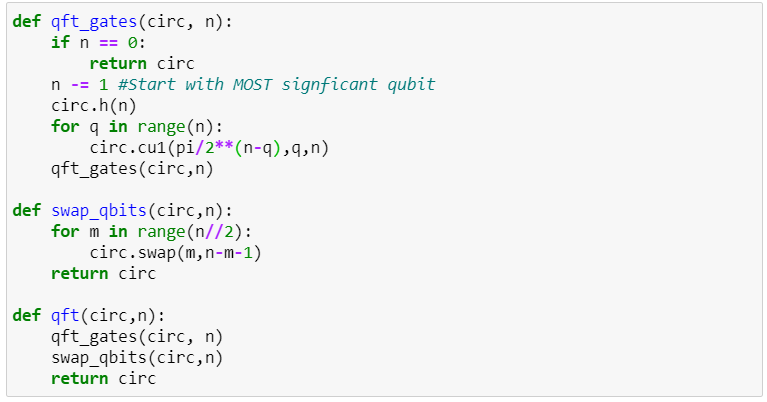 def qft_gates(circ, n):
    if n == 0:
        return circ
    n -= 1 #Start with MOST signficant qubit
    circ.h(n)
    for q in range(n):
        circ.cu1(pi/2**(n-q),q,n)
    qft_gates(circ,n)

def swap_qbits(circ,n):
    for m in range(n//2):
        circ.swap(m,n-m-1)
    return circ

def qft(circ,n):
    qft_gates(circ, n)
    swap_qbits(circ,n)
    return circ